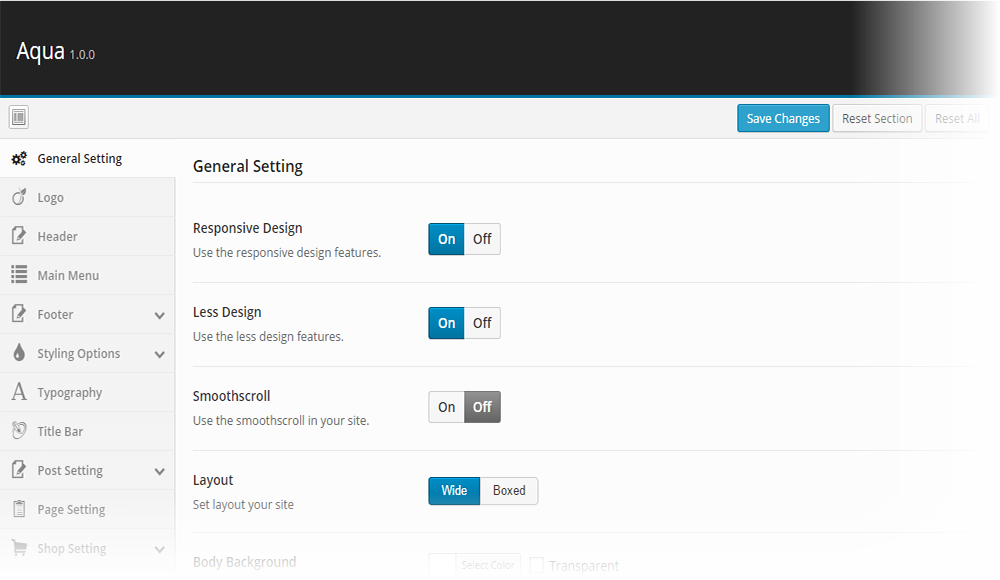 Aqua 1.0.0
Save Changes Reset Section Reset All
General Setting
Logo
Header
Main Menu
Footer
Styling Options
Typography
Title Bar
Post Setting
Page Setting
Shop Setting
General Setting
Responsive Design
Use the responsive design features.
On Off
Less Design
Use the less design features.
On Off
Smoothscroll
Use the smoothscroll in your site.
On Off
Layout
Set layout your site
Wide Boxed
Body Background
Select Color Transparent